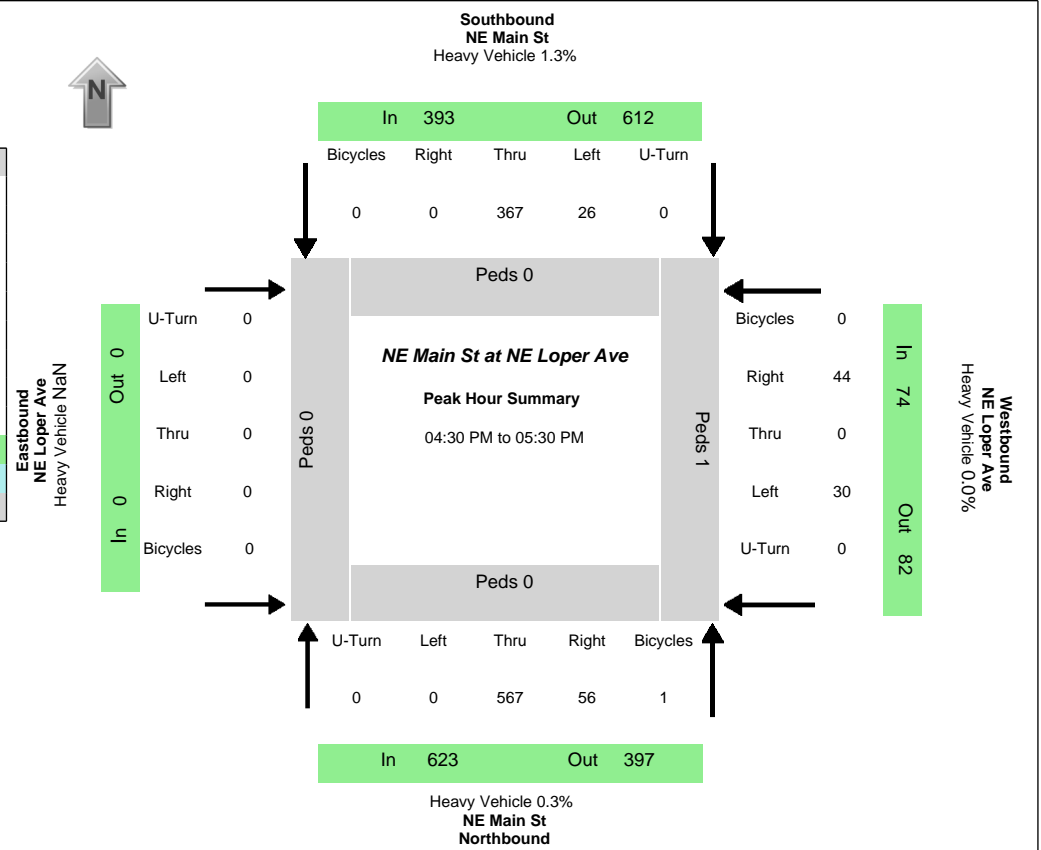 Southbound
NE Main St
Heavy Vehicle 1.3%
N
In 393 Out 612
Bicycles Right Thru Left U-Turn
0 0 367 26 0
Peds 0
Eastbound
NE Loper Ave
Heavy Vehicle NaN
Out 0
In 0
U-Turn 0
Left 0
Thru 0
Right 0
Bicycles 0
Peds 0
NE Main St at NE Loper Ave
Peak Hour Summary
04:30 PM to 05:30 PM
Peds 1
Bicycles 0
Right 44
Thru 0
Left 30
U-Turn 0
In 74
Out 82
Westbound
NE Loper Ave
Heavy Vehicle 0.0%
Peds 0
U-Turn Left Thru Right Bicycles
0 0 567 56 1
In 623 Out 397
Heavy Vehicle 0.3%
NE Main St
Northbound